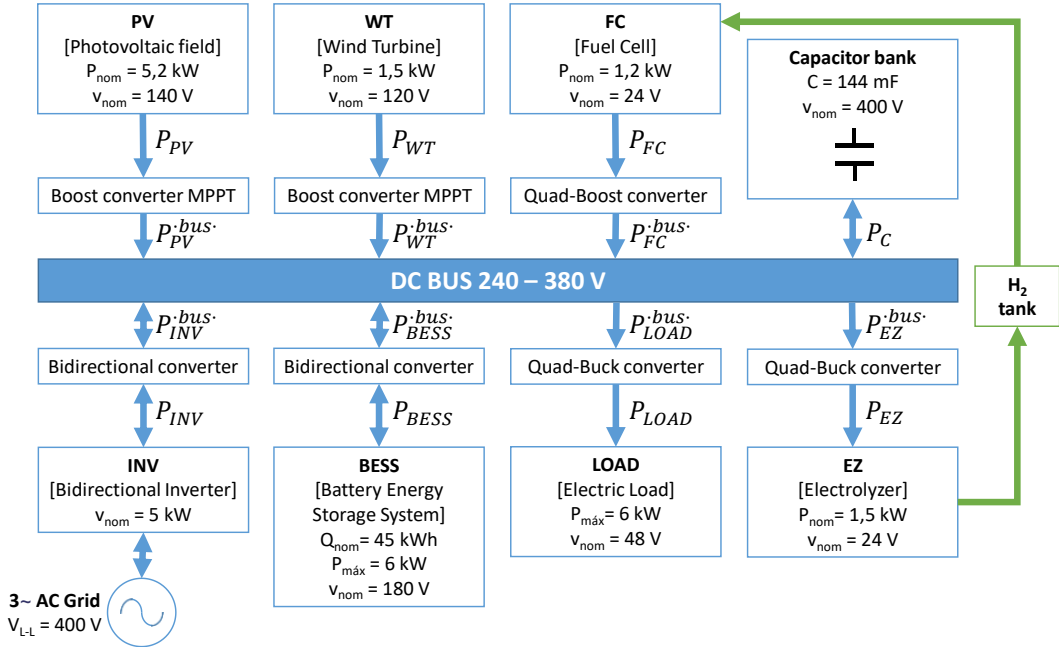 PV
[Photovoltaic field]
P_nom = 5,2 kW
v_nom = 140 V
WT
[Wind Turbine]
P_nom = 1,5 kW
v_nom = 120 V
FC
[Fuel Cell]
P_nom = 1,2 kW
v_nom = 24 V
Capacitor bank
C = 144 mF
v_nom = 400 V
P_PV
P_WT
P_FC
Boost converter MPPT
Boost converter MPPT
Quad-Boost converter
P_PV^·bus·
P_WT^·bus·
P_FC^·bus·
P_C
DC BUS 240 – 380 V
H2
tank
P_INV^·bus·
P_BESS^·bus·
P_LOAD^·bus·
P_EZ^·bus·
Bidirectional converter
Bidirectional converter
Quad-Buck converter
Quad-Buck converter
P_INV
P_BESS
P_LOAD
P_EZ
INV
[Bidirectional Inverter]
v_nom = 5 kW
BESS
[Battery Energy
Storage System]
Q_nom = 45 kWh
P_máx = 6 kW
v_nom = 180 V
LOAD
[Electric Load]
P_máx = 6 kW
v_nom = 48 V
EZ
[Electrolyzer]
P_nom = 1,5 kW
v_nom = 24 V
3~ AC Grid
V_L-L = 400 V